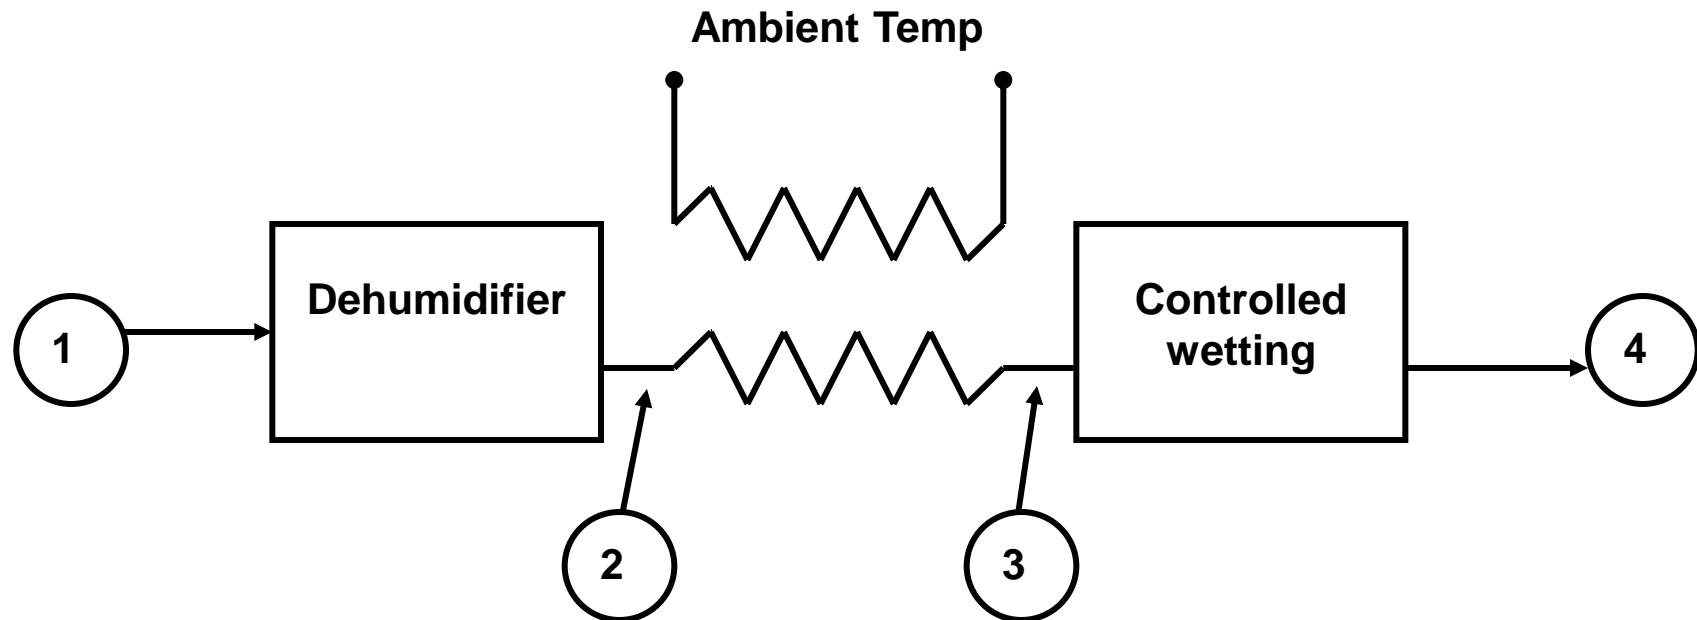 Ambient Temp
Dehumidifier
Controlled
wetting
1
4
2
3